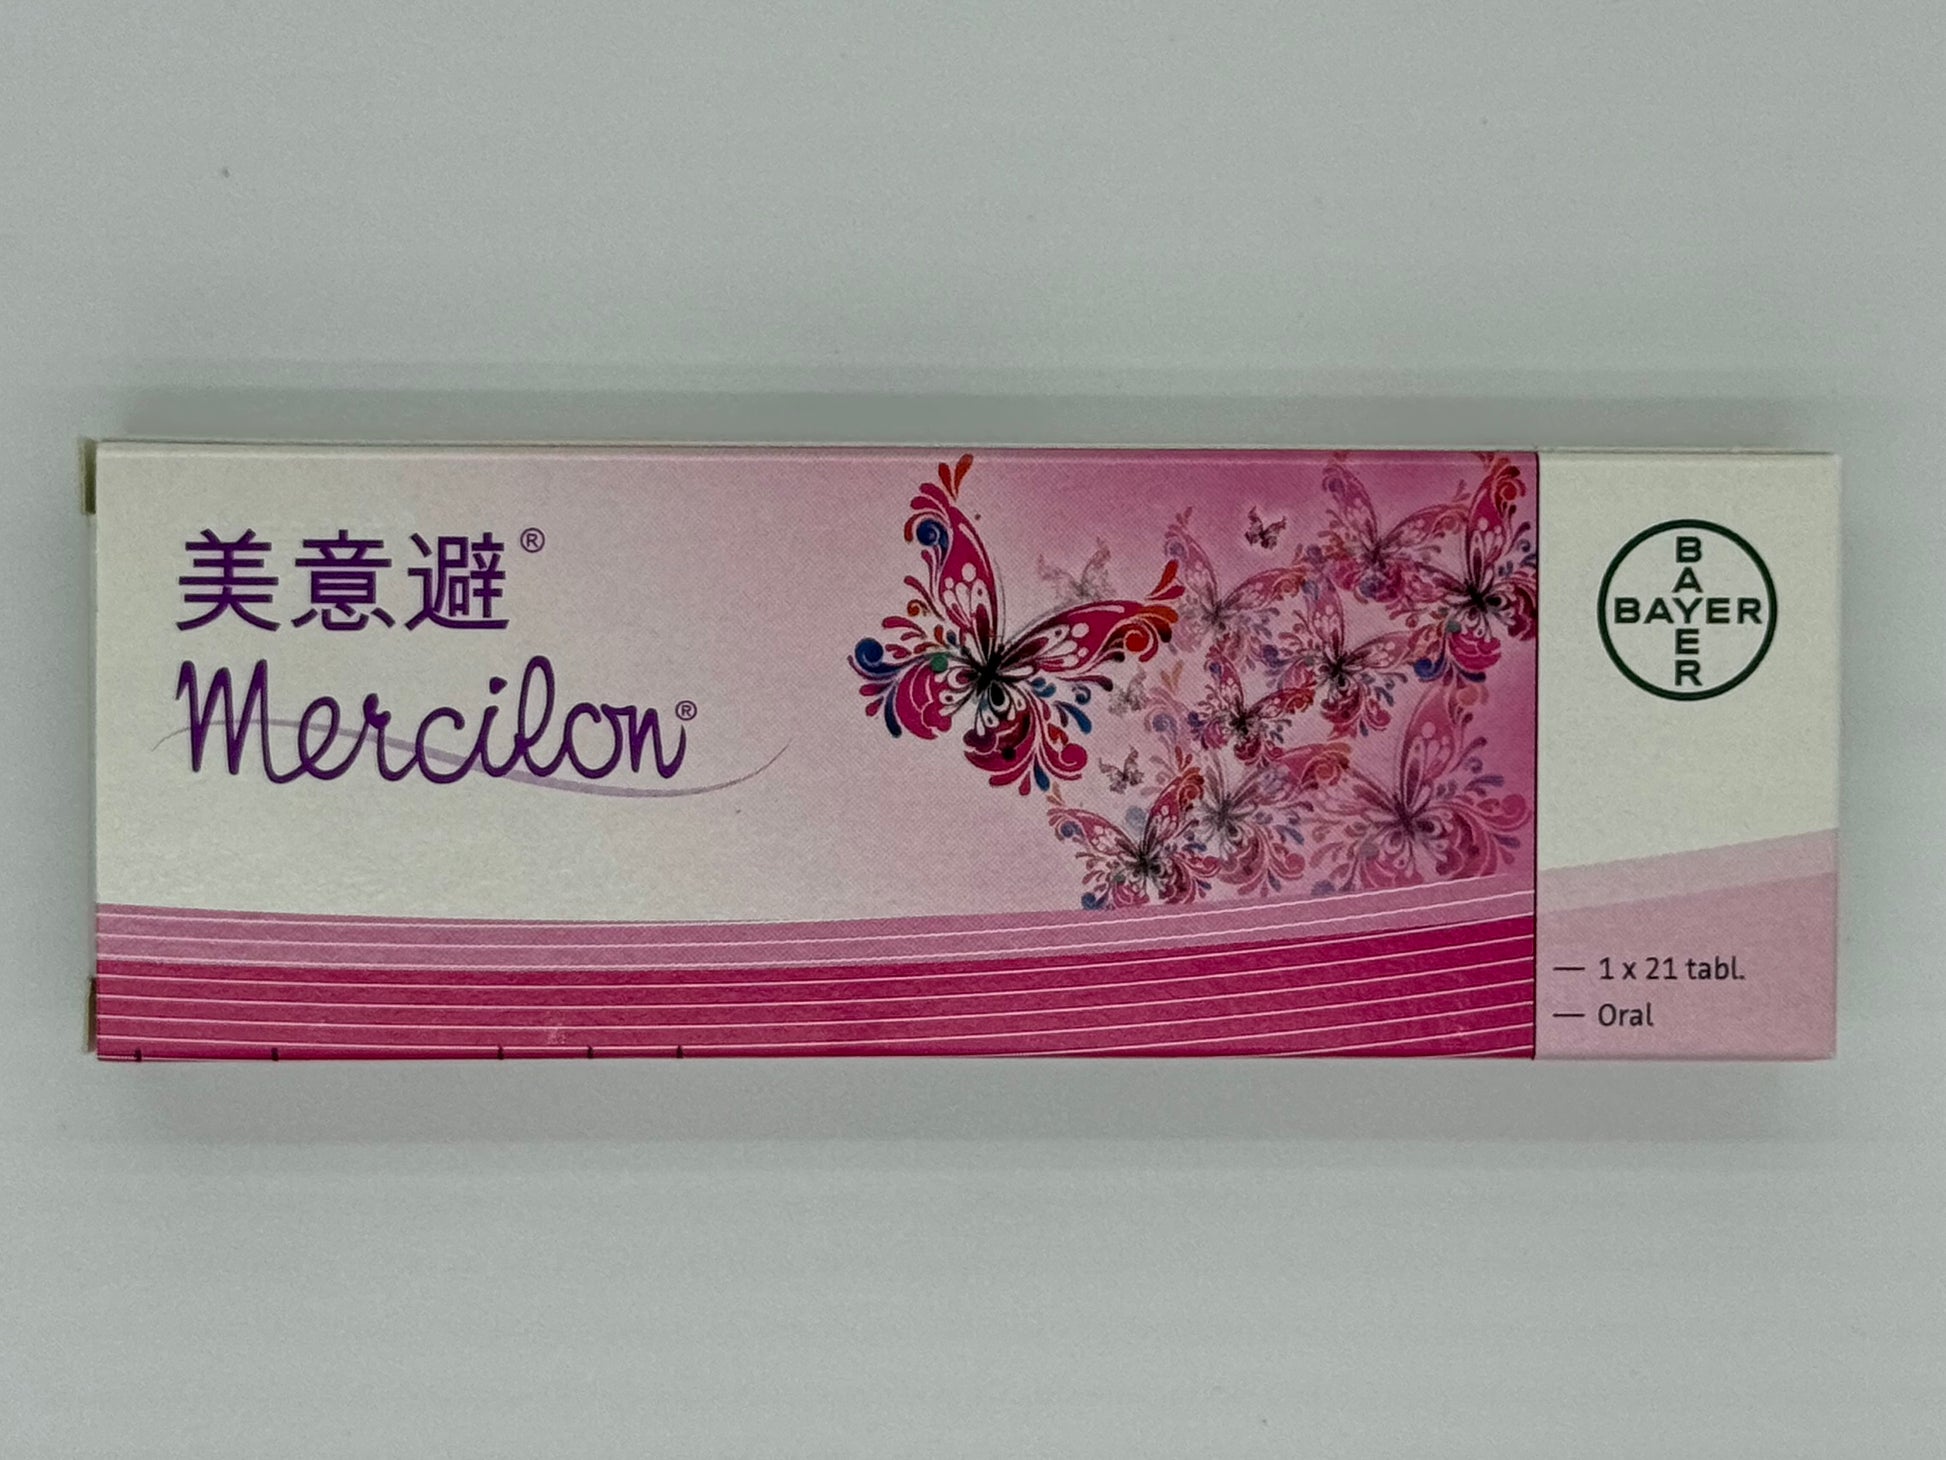 美意避®
Mercilon®
BAYER
BAYER
— 1 x 21 tabl.
— Oral